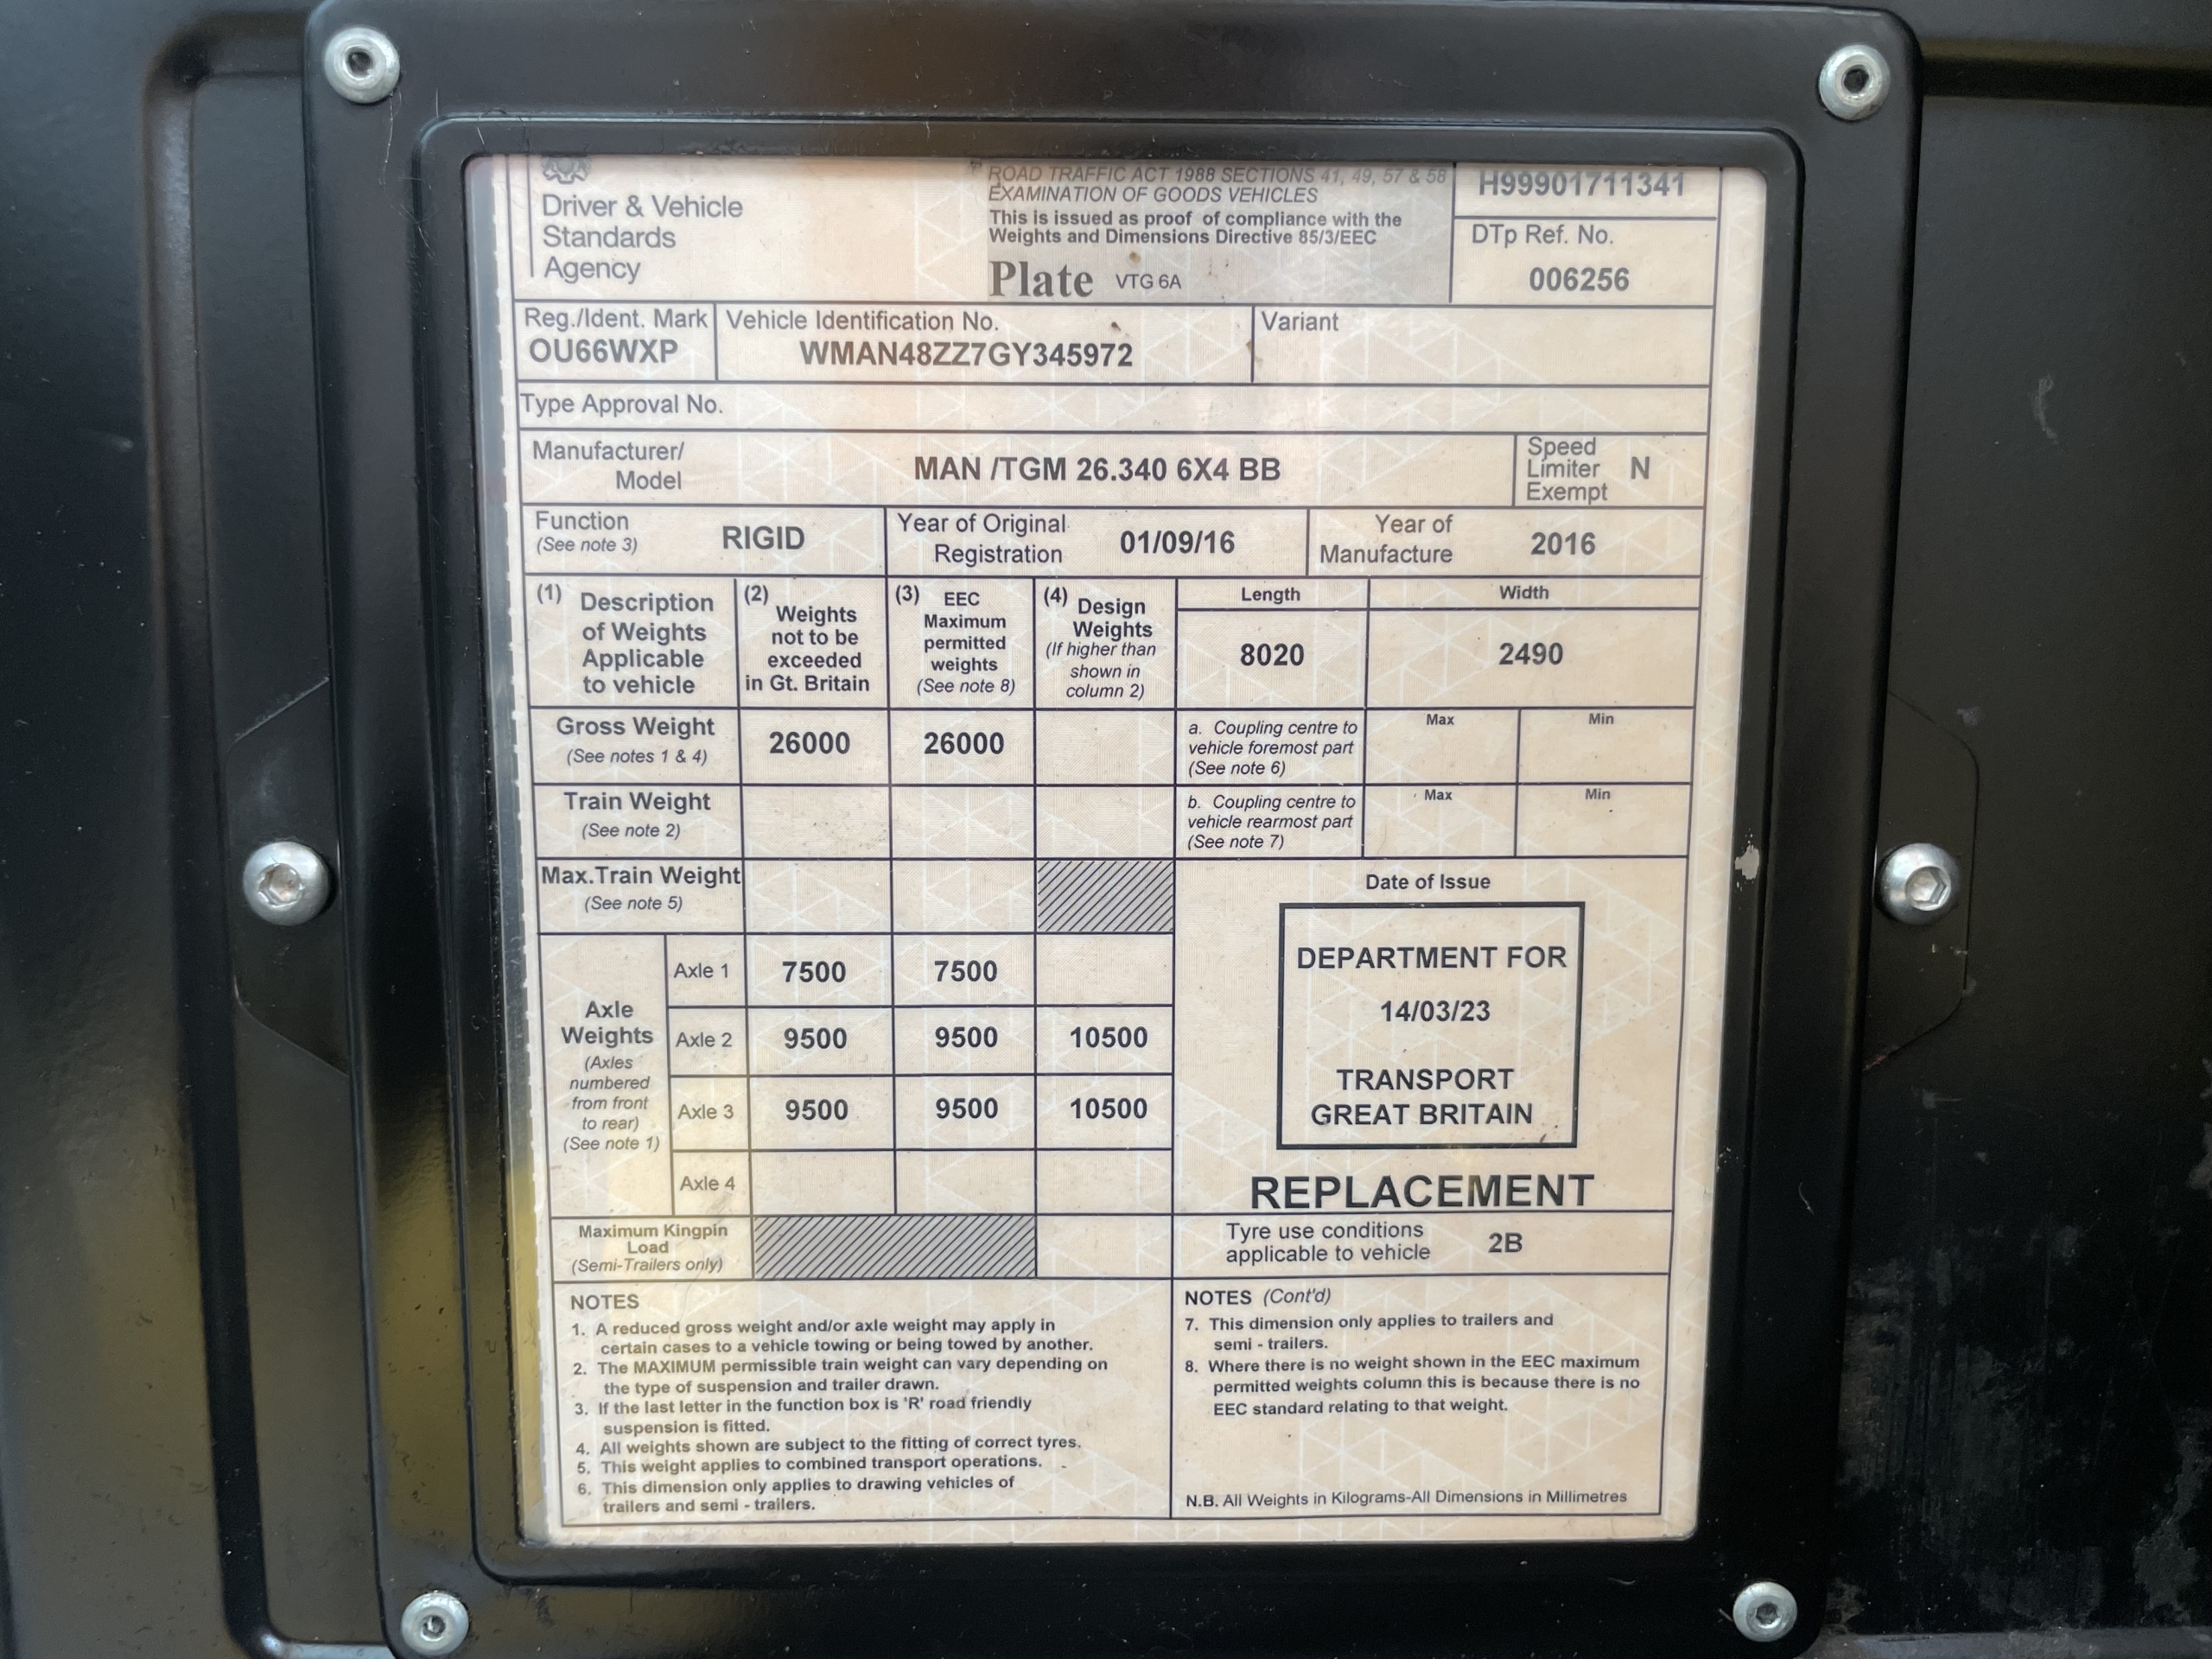 Driver & Vehicle
Standards
Agency
ROAD TRAFFIC ACT 1988 SECTIONS 41, 49, 57 & 58
EXAMINATION OF GOODS VEHICLES
This is issued as proof of compliance with the
Weights and Dimensions Directive 85/3/EEC
Plate VTG 6A
H99901711341
DTp Ref. No.
006256
Reg./Ident. Mark
OU66WXP
Vehicle Identification No.
WMAN48ZZ7GY345972
Variant
Type Approval No.
Manufacturer/
Model
MAN /TGM 26.340 6X4 BB
Speed
Limiter
Exempt
N
Function
(See note 3)
RIGID
Year of Original
Registration
01/09/16
Year of
Manufacture
2016
(1) Description
of Weights
Applicable
to vehicle
(2) Weights
not to be
exceeded
in Gt. Britain
(3) EEC
Maximum
permitted
weights
(See note 8)
(4) Design
Weights
(If higher than
shown in
column 2)
Length
8020
Width
2490
Gross Weight
(See notes 1 & 4)
26000
26000
a. Coupling centre to
vehicle foremost part
(See note 6)
Max
Min
Train Weight
(See note 2)
b. Coupling centre to
vehicle rearmost part
(See note 7)
Max
Min
Max.Train Weight
(See note 5)
Axle
Weights
(Axles
numbered
from front
to rear)
(See note 1)
Axle 1 7500 7500
Axle 2 9500 9500 10500
Axle 3 9500 9500 10500
Axle 4
Date of Issue
DEPARTMENT FOR
14/03/23
TRANSPORT
GREAT BRITAIN
REPLACEMENT
Maximum Kingpin
Load
(Semi-Trailers only)
Tyre use conditions
applicable to vehicle
2B
NOTES
1. A reduced gross weight and/or axle weight may apply in
certain cases to a vehicle towing or being towed by another.
2. The MAXIMUM permissible train weight can vary depending on
the type of suspension and trailer drawn.
3. If the last letter in the function box is 'R' road friendly
suspension is fitted.
4. All weights shown are subject to the fitting of correct tyres.
5. This weight applies to combined transport operations.
6. This dimension only applies to drawing vehicles of
trailers and semi - trailers.
NOTES (Cont'd)
7. This dimension only applies to trailers and
semi - trailers.
8. Where there is no weight shown in the EEC maximum
permitted weights column this is because there is no
EEC standard relating to that weight.
N.B. All Weights in Kilograms-All Dimensions in Millimetres